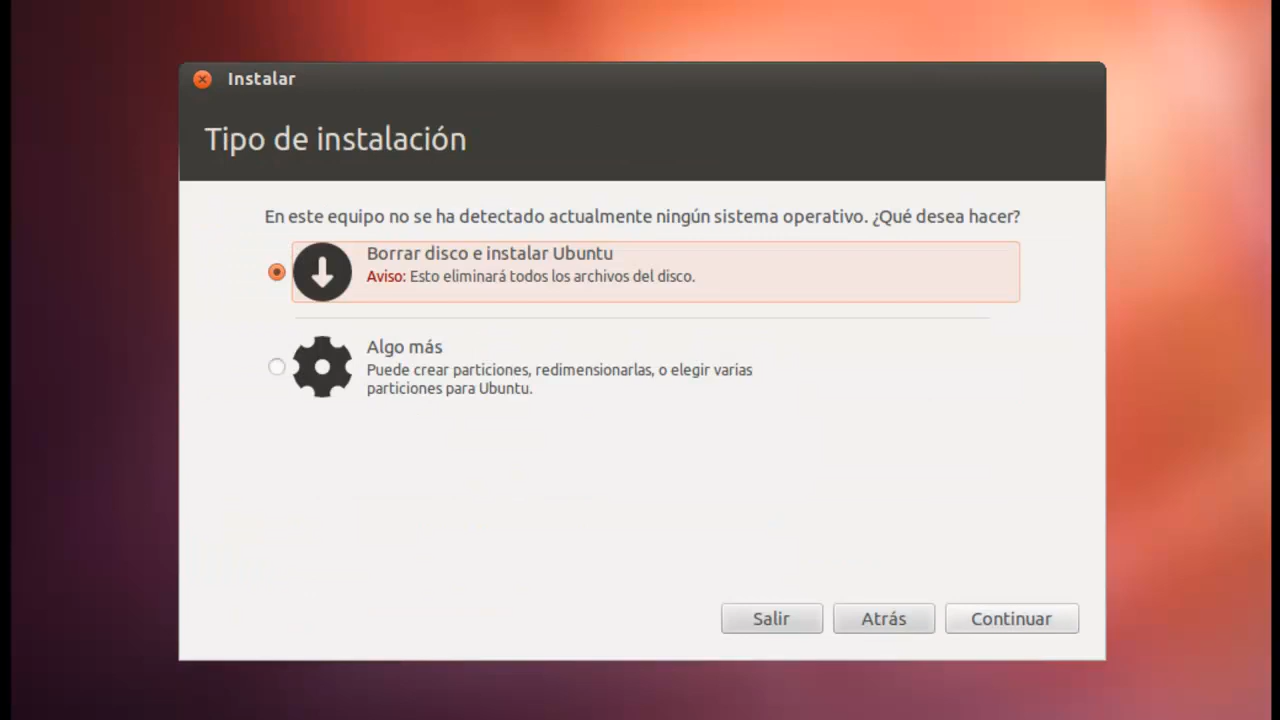 Instalar
Tipo de instalación
En este equipo no se ha detectado actualmente ningún sistema operativo. ¿Qué desea hacer?
Borrar disco e instalar Ubuntu
Aviso: Esto eliminará todos los archivos del disco.
Algo más
Puede crear particiones, redimensionarlas, o elegir varias
particiones para Ubuntu.
Salir
Atrás
Continuar